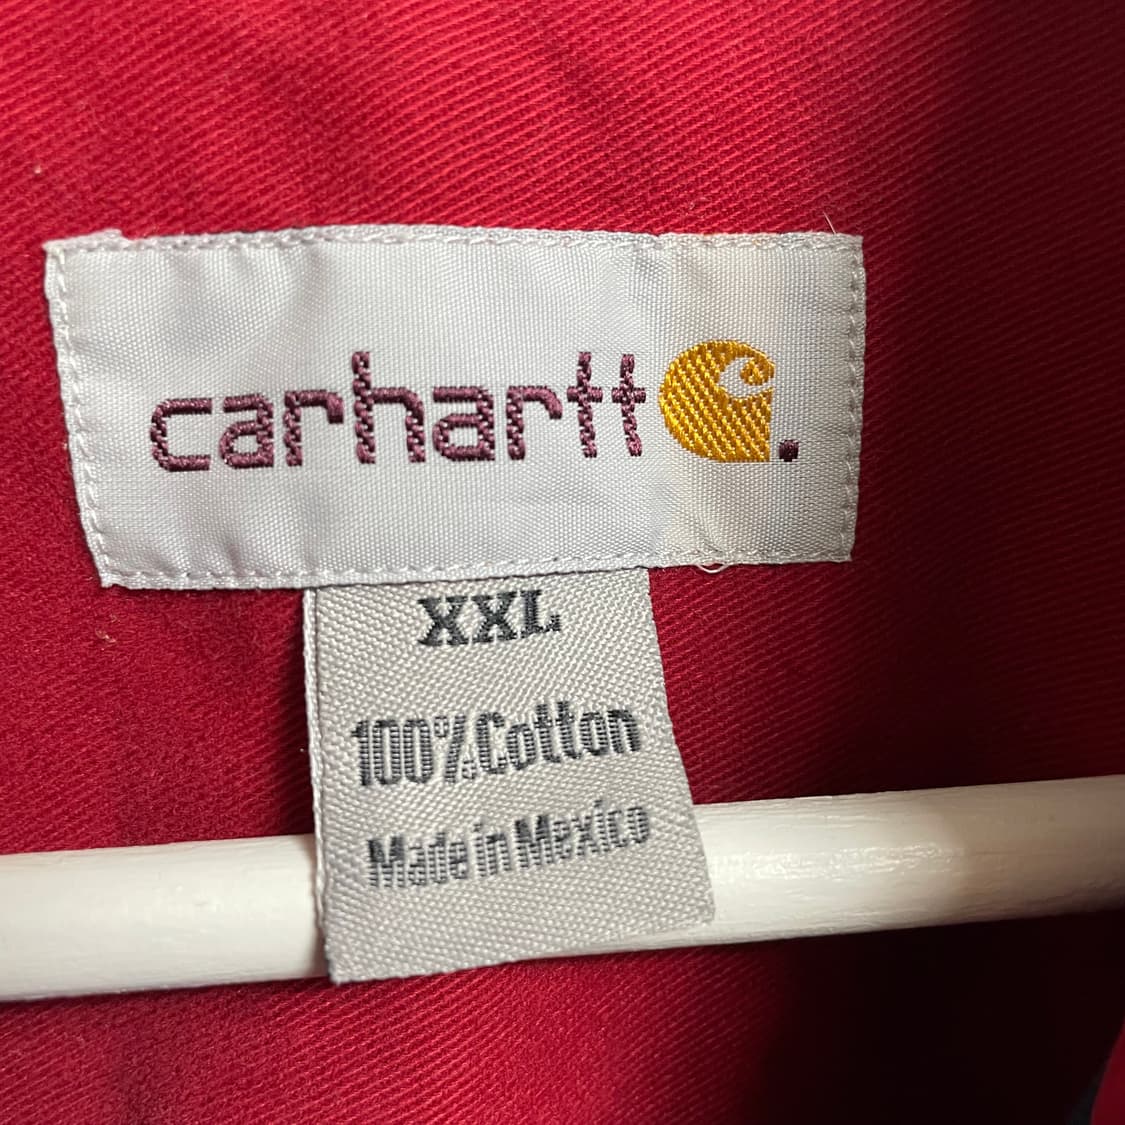 carhartt.
XXL
100% Cotton
Made in Mexico